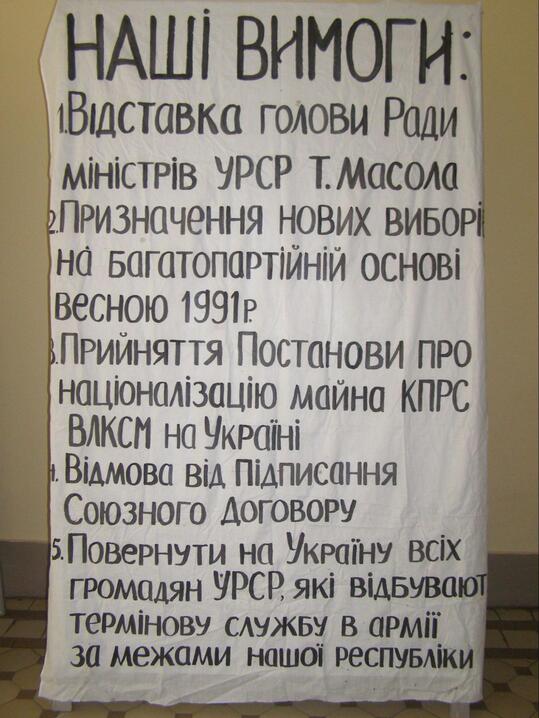 НАШІ ВИМОГИ:
1.Відставка голови Ради
міністрів УРСР Т.Масола
2.Призначення нових виборі
на багатопартійній основі
весною 1991р.
3.Прийняття Постанови про
націоналізацію майна КПРС
ВЛКСМ на Україні
4.Відмова від підписання
Союзного Договору
5.Повернути на Україну всіх
громадян УРСР, які відбувают
термінову службу в армії
за межами нашої республіки